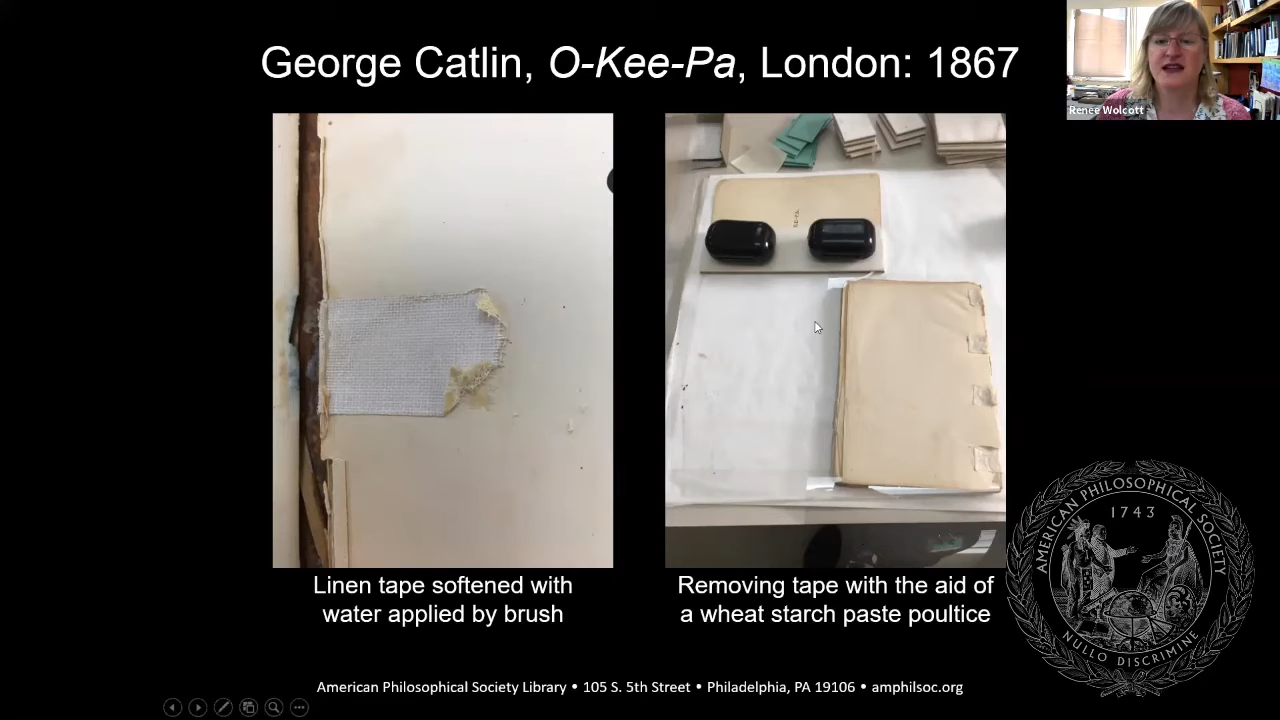 George Catlin, O-Kee-Pa, London: 1867
Renee Wolcott
Linen tape softened with
water applied by brush
Removing tape with the aid of
a wheat starch paste poultice
AMERICAN PHILOSOPHICAL SOCIETY
1743
NULLO DISCRIMINE
American Philosophical Society Library • 105 S. 5th Street • Philadelphia, PA 19106 • amphilsoc.org